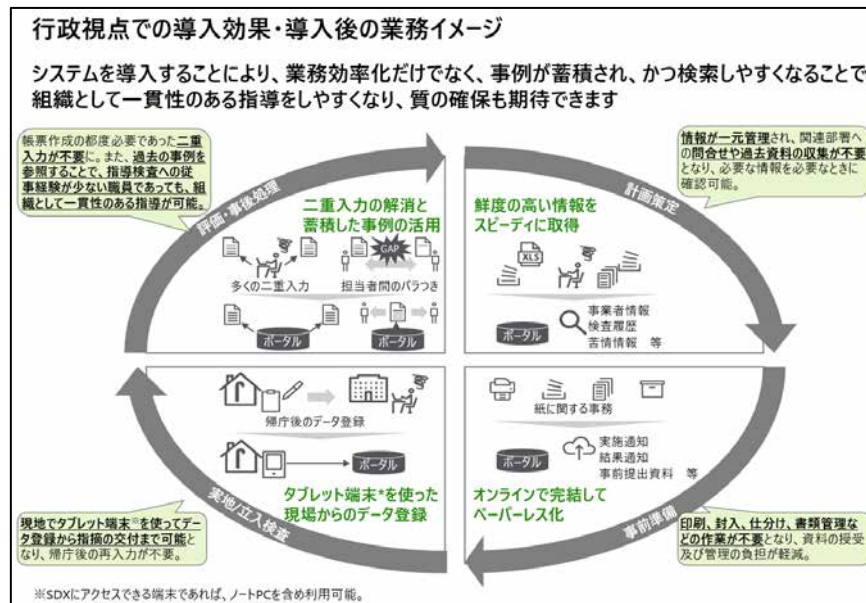 行政視点での導入効果・導入後の業務イメージ
システムを導入することにより、業務効率化だけでなく、事例が蓄積され、かつ検索しやすくなることで
組織として一貫性のある指導をしやすくなり、質の確保も期待できます
帳票作成の都度必要であった二重
入力が不要に。また、過去の事例を
参照することで、指導検査への従
事経験が少ない職員であっても、組
織として一貫性のある指導が可能。
評価・事後処理
二重入力の解消と
蓄積した事例の活用
GAP
多くの二重入力
担当者間のバラつき
ポータル
ポータル
情報が一元管理され、関連部署へ
の問合せや過去資料の収集が不要
となり、必要な情報を必要なときに
確認可能。
計画策定
鮮度の高い情報を
スピーディに取得
XLS
ポータル
事業者情報
検査履歴
苦情情報 等
帰庁後のデータ登録
ポータル
タブレット端末*を使った
現場からのデータ登録
実地/立入検査
現地でタブレット端末※を使ってデー
タ登録から指摘の交付まで可能と
なり、帰庁後の再入力が不要。
紙に関する事務
ポータル
実施通知
結果通知
事前提出資料 等
オンラインで完結して
ペーパーレス化
事前準備
印刷、封入、仕分け、書類管理な
どの作業が不要となり、資料の授受
及び管理の負担が軽減。
※SDXにアクセスできる端末であれば、ノートPCを含め利用可能。